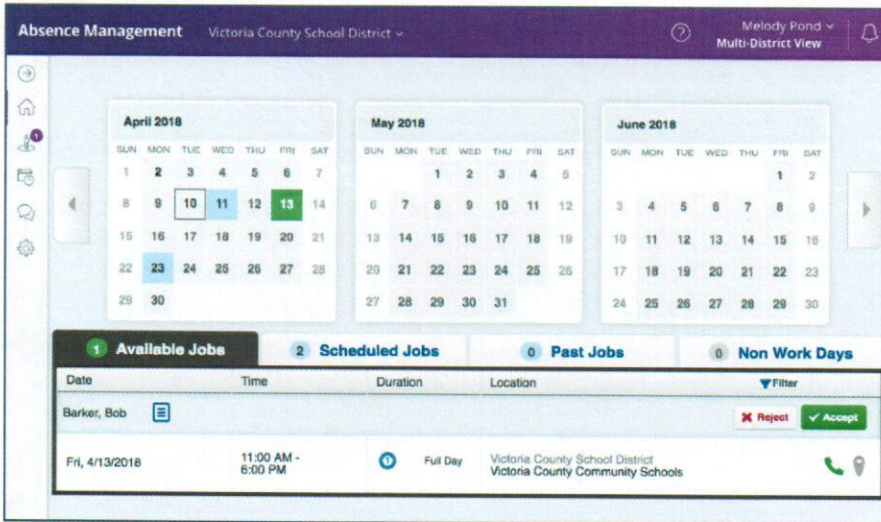 Absence Management Victoria County School District Melody Pond
Multi-District View
1
April 2018 May 2018 June 2018
SUN MON TUE WED THU FRI SAT SUN MON TUE WED THU FRI SAT SUN MON TUE WED THU FRI SAT
1 2 3 4 5 6 7 1 2 3 4 5 1 2
8 9 10 11 12 13 14 6 7 8 9 10 11 12 3 4 5 6 7 8 9
15 16 17 18 19 20 21 13 14 15 16 17 18 19 10 11 12 13 14 15 16
22 23 24 25 26 27 28 20 21 22 23 24 25 26 17 18 19 20 21 22 23
29 30 27 28 29 30 31 24 25 26 27 28 29 30
1 Available Jobs 2 Scheduled Jobs 0 Past Jobs 0 Non Work Days
Date Time Duration Location Filter
Barker, Bob Reject Accept
Fri, 4/13/2018 11:00 AM - 1 Full Day Victoria County School District
6:00 PM Victoria County Community Schools